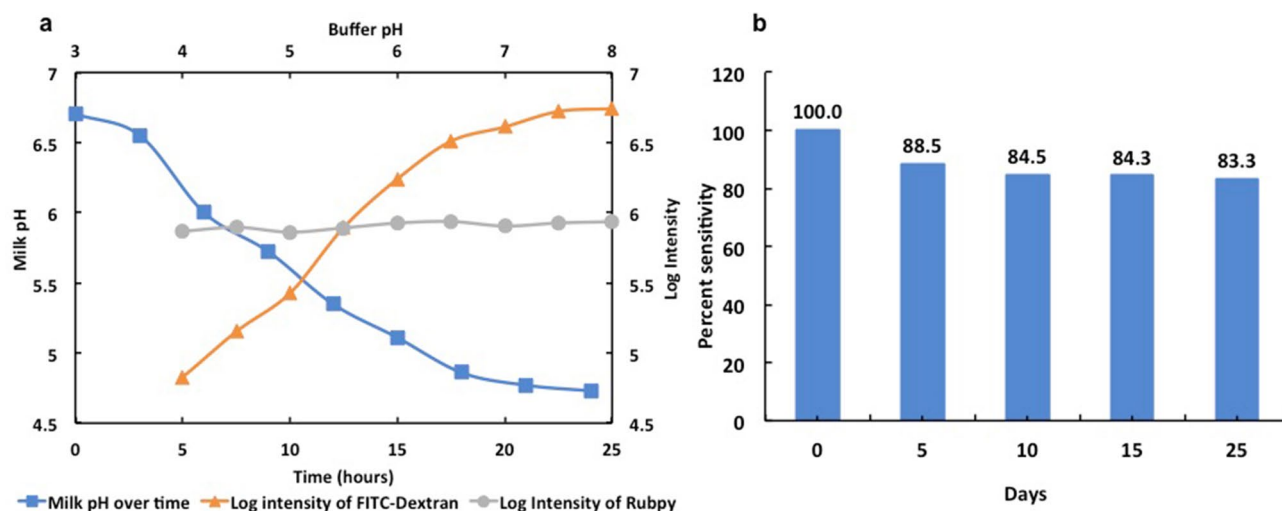 a
Buffer pH
3 4 5 6 7 8
7 7
6.5 6.5
6 6
5.5 5.5
5 5
4.5 4.5
Milk pH
Log Intensity
0 5 10 15 20 25
Time (hours)
Milk pH over time Log intensity of FITC-Dextran Log Intensity of Rubpy
b
120
100
80
60
40
20
0
Percent sensitivity
100.0
88.5
84.5
84.3
83.3
0 5 10 15 25
Days